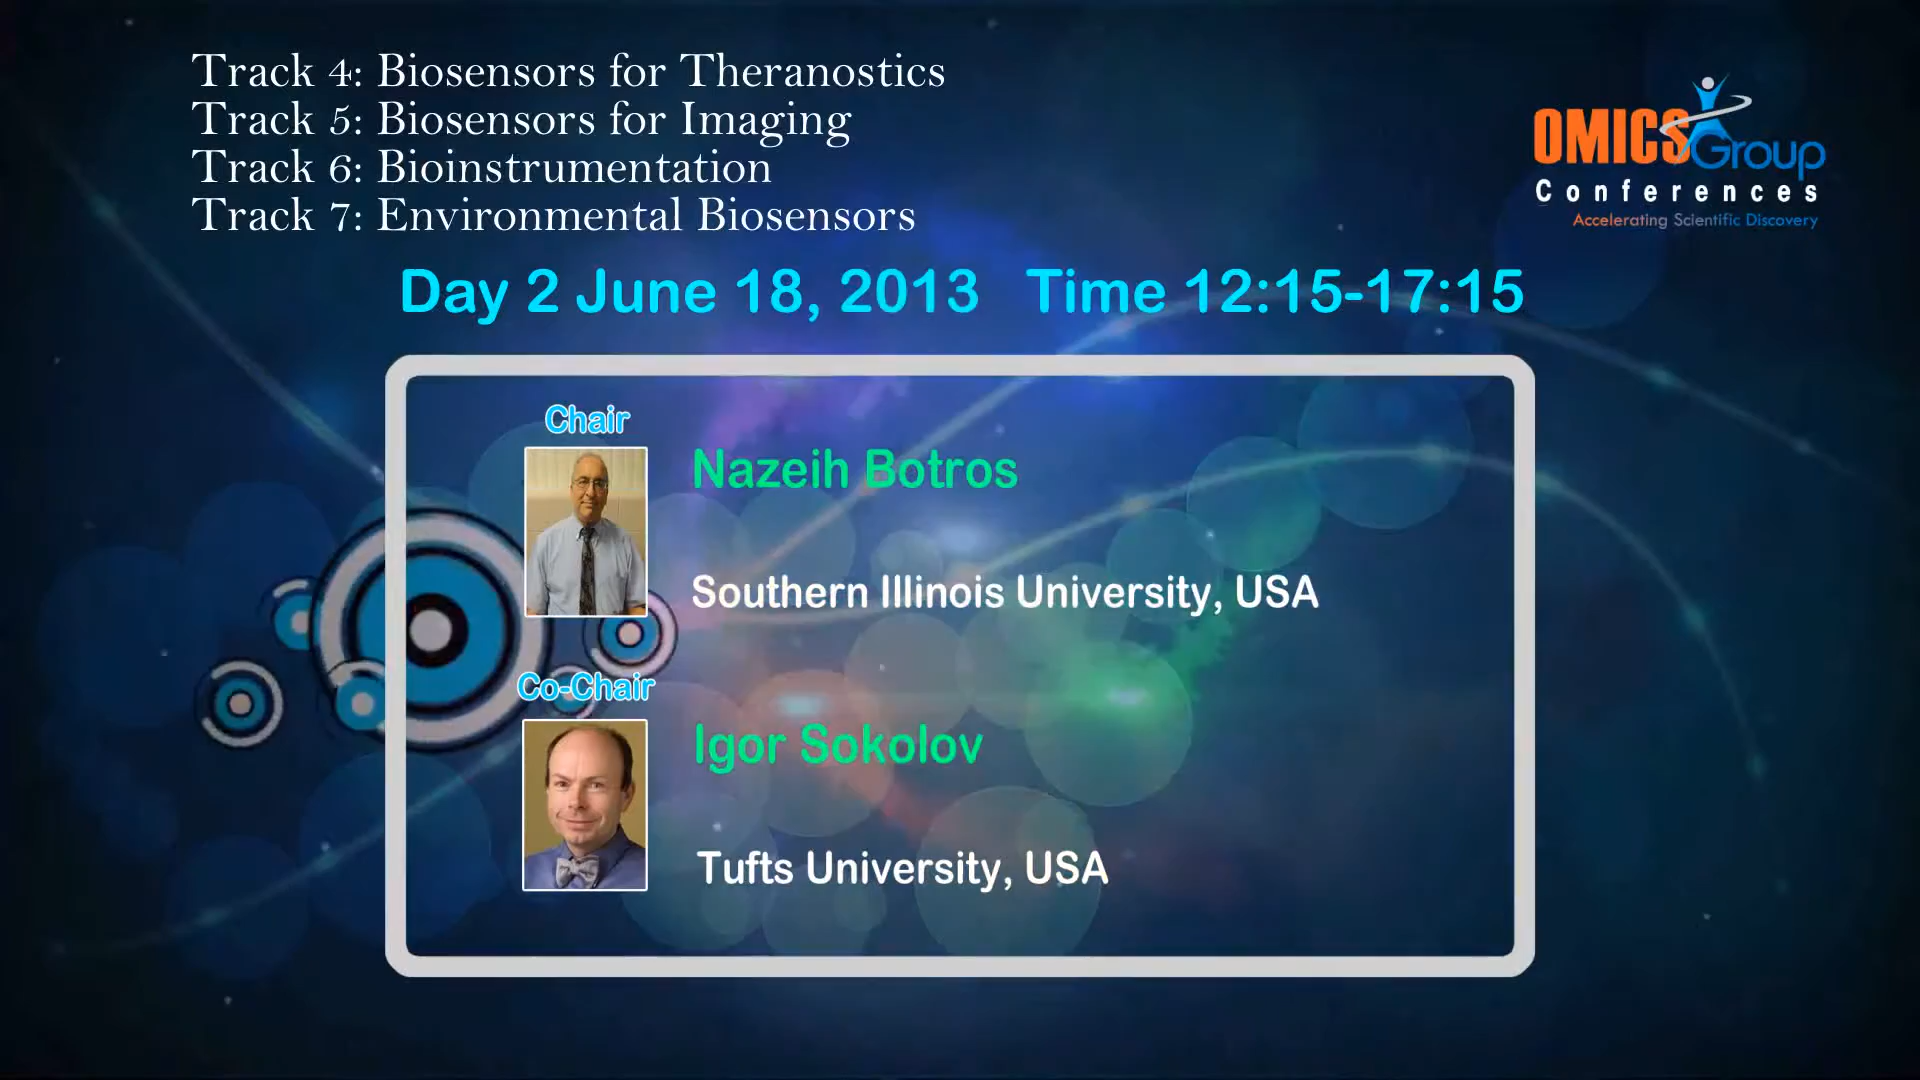 Track 4: Biosensors for Theranostics
Track 5: Biosensors for Imaging
Track 6: Bioinstrumentation
Track 7: Environmental Biosensors
OMICS Group
Conferences
Accelerating Scientific Discovery
Day 2 June 18, 2013 Time 12:15-17:15
Chair
Nazeih Botros
Southern Illinois University, USA
Co-Chair
Igor Sokolov
Tufts University, USA